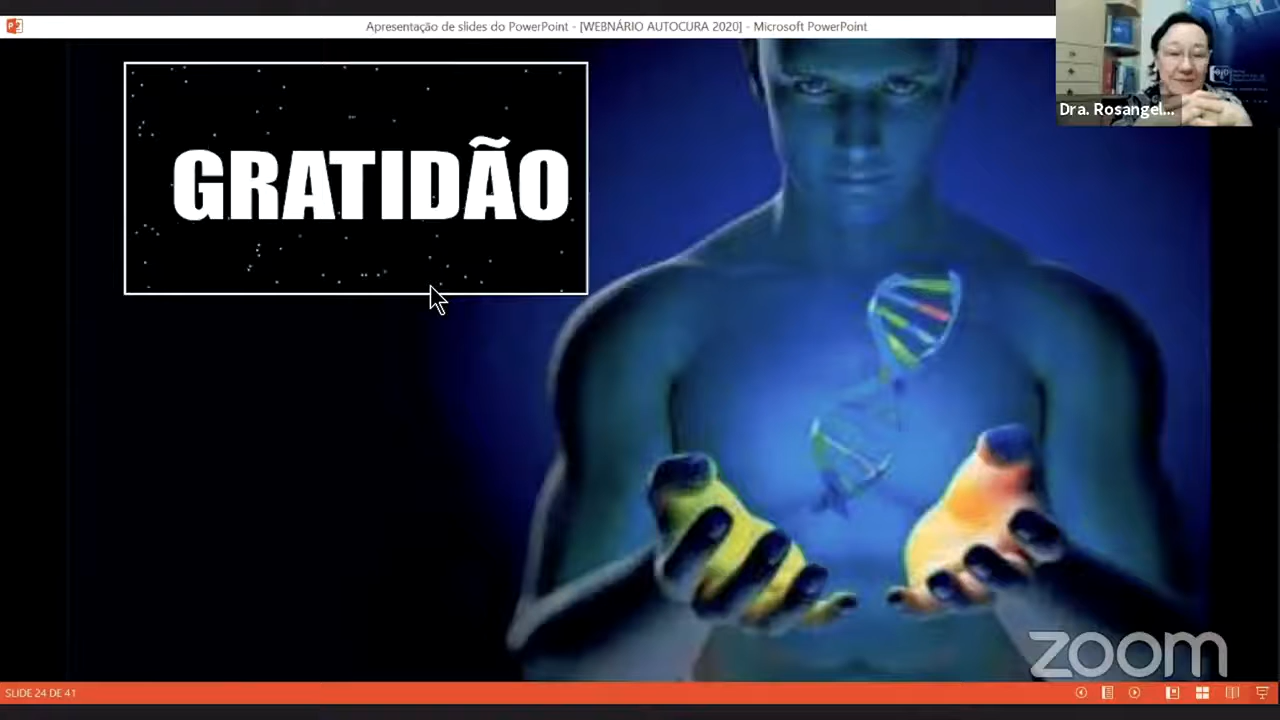 Apresentação de slides do PowerPoint - [WEBNÁRIO AUTOCURA 2020] - Microsoft PowerPoint
Dra. Rosangel...
GRATIDÃO
zoom
SLIDE 24 DE 41